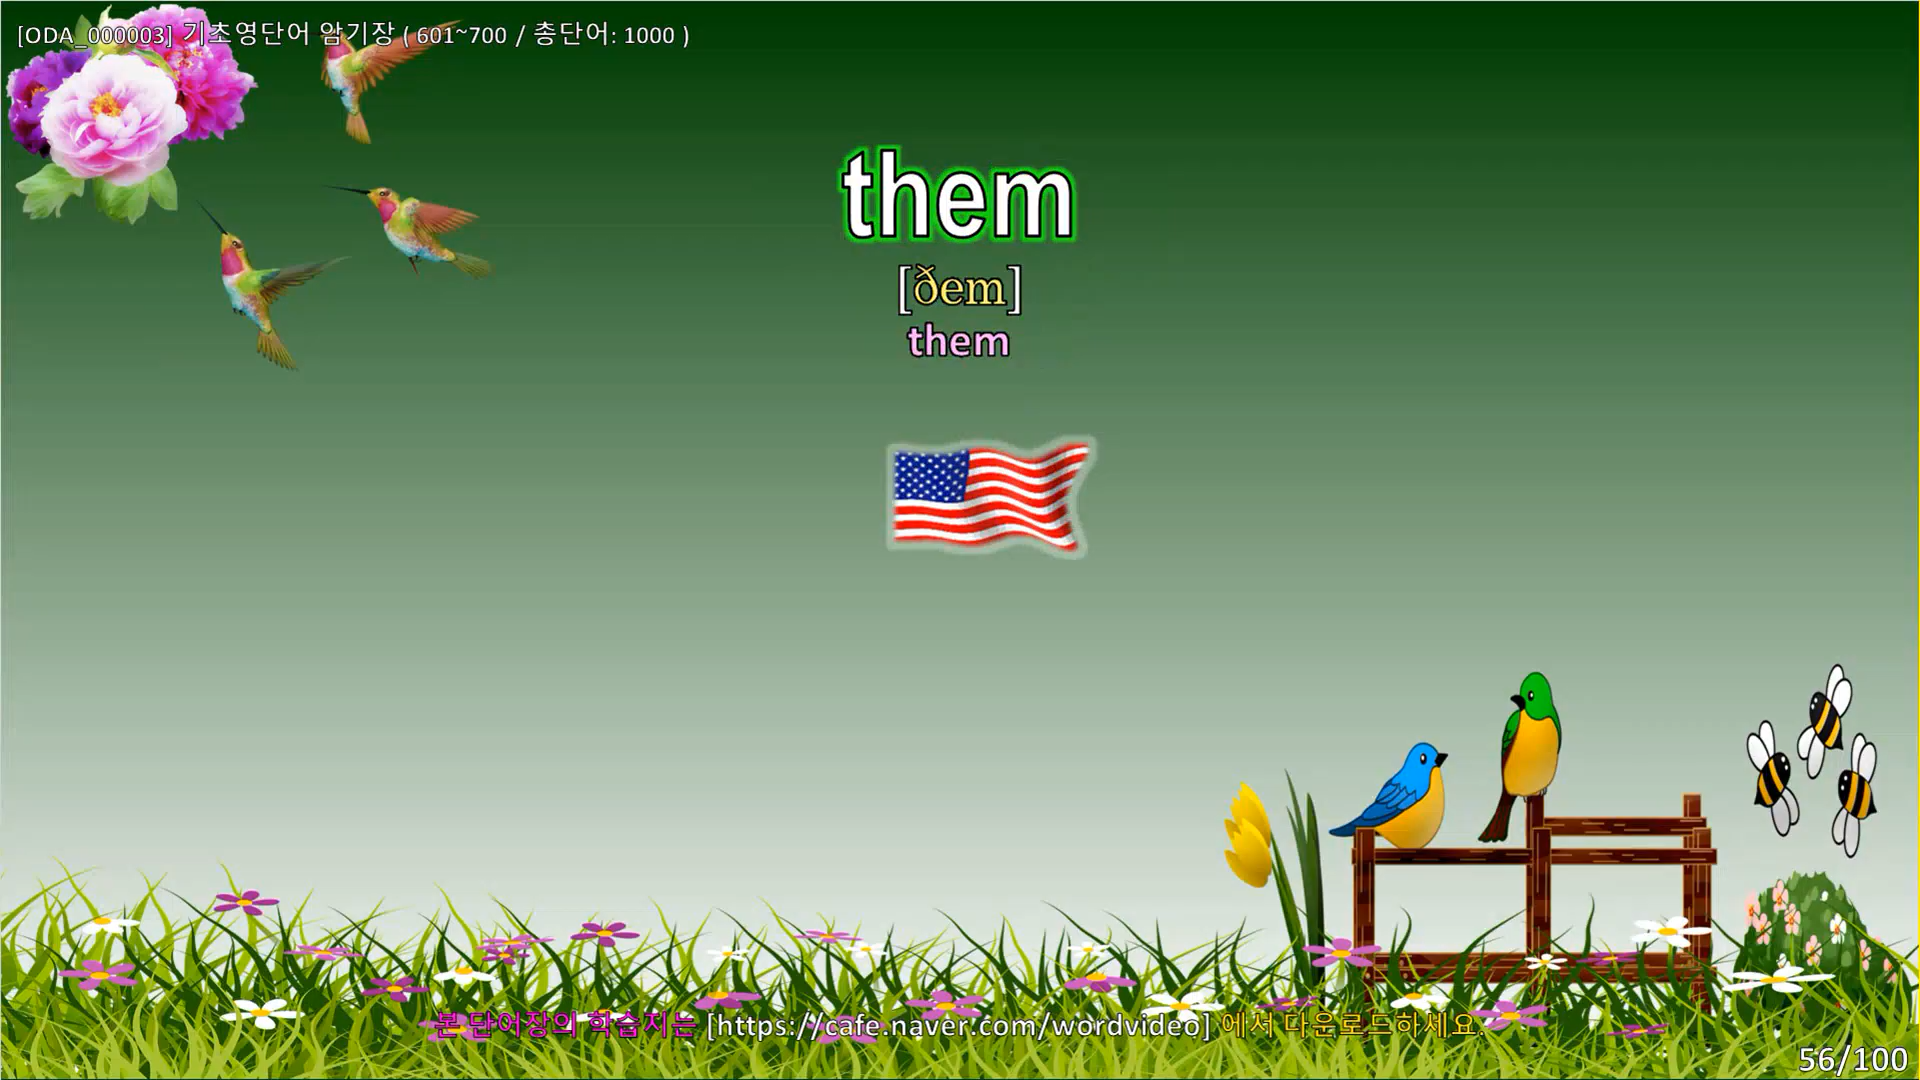 [ODA_000003] 기초영단어 암기장 ( 601~700 / 총단어: 1000 )
them
[ðem]
them
본 단어장의 학습지는 [https://cafe.naver.com/wordvideo] 에서 다운로드하세요.
56/100